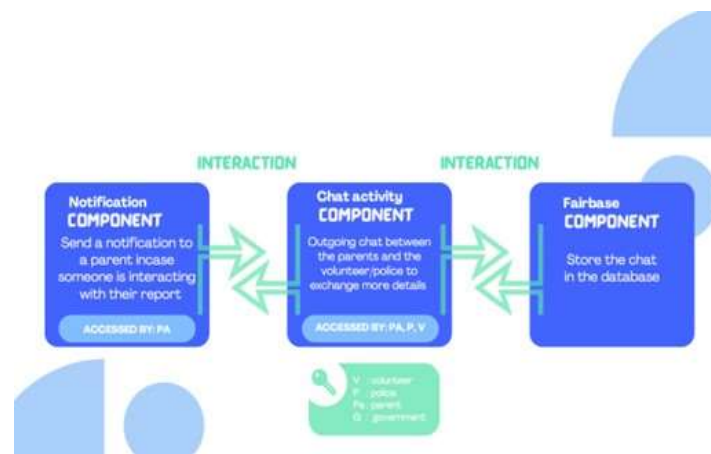 INTERACTION
INTERACTION
Notification
COMPONENT
Send a notification to
a parent incase
someone is interacting
with their report
ACCESSED BY: PA
Chat activity
COMPONENT
Outgoing chat between
the parents and the
volunteer/police to
exchange more details
ACCESSED BY: PA, P, V
Fairbase
COMPONENT
Store the chat
in the database
V : volunteer
P : police
Pa : parent
G : government